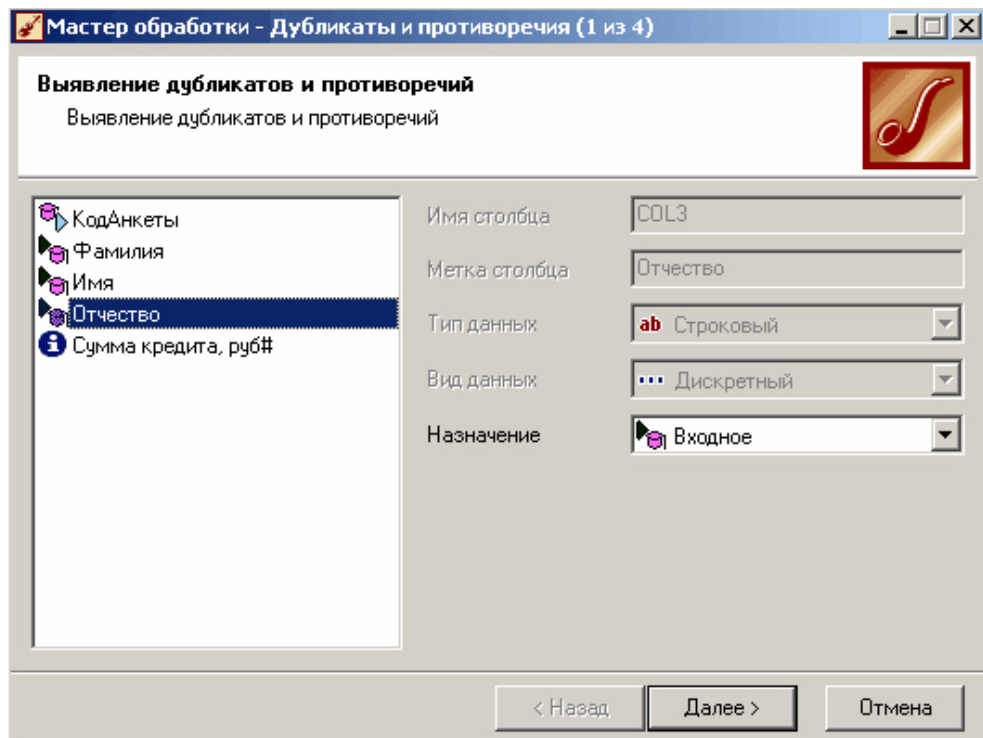 Мастер обработки - Дубликаты и противоречия (1 из 4)
Выявление дубликатов и противоречий
Выявление дубликатов и противоречий
КодАнкеты
Фамилия
Имя
Отчество
Сумма кредита, руб#
Имя столбца COL3
Метка столбца Отчество
Тип данных ab Строковый
Вид данных Дискретный
Назначение Входное
< Назад Далее > Отмена